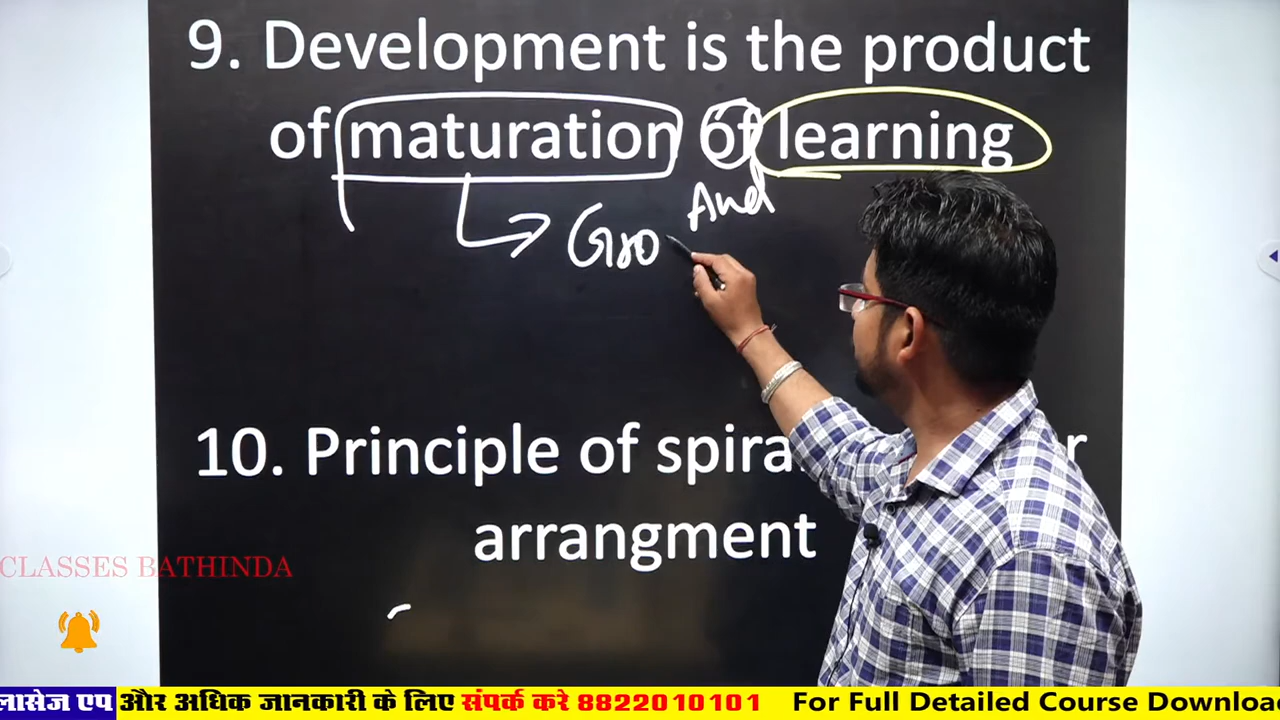 9. Development is the product
of maturation of learning
And
Gro
10. Principle of spira r
arrangment
CLASSES BATHINDA
लासेज एप और अधिक जानकारी के लिए संपर्क करे 8822010101 For Full Detailed Course Downloa